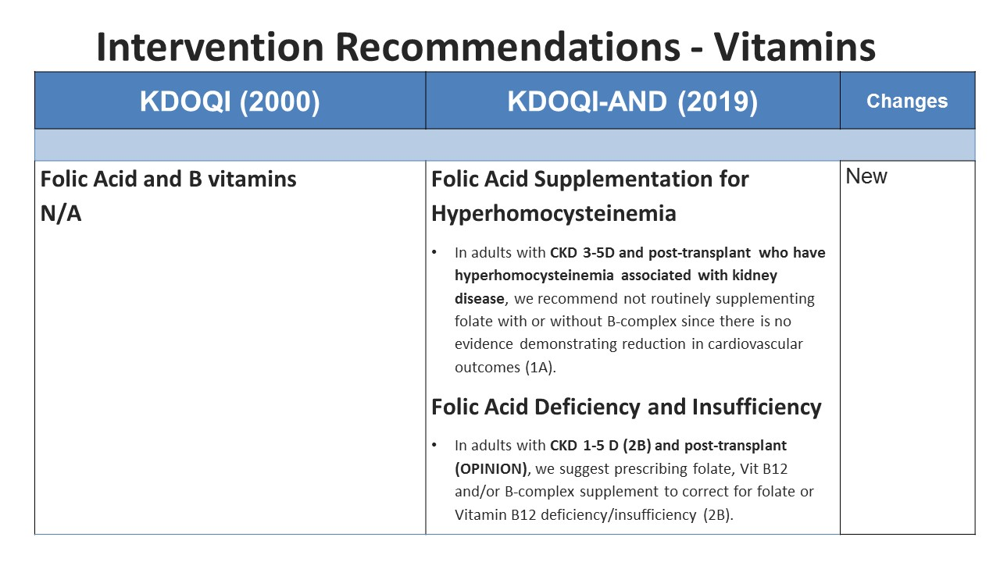 Intervention Recommendations - Vitamins
KDOQI (2000)
KDOQI-AND (2019)
Changes
Folic Acid and B vitamins
N/A
Folic Acid Supplementation for
Hyperhomocysteinemia
• In adults with CKD 3-5D and post-transplant who have
hyperhomocysteinemia associated with kidney
disease, we recommend not routinely supplementing
folate with or without B-complex since there is no
evidence demonstrating reduction in cardiovascular
outcomes (1A).
Folic Acid Deficiency and Insufficiency
• In adults with CKD 1-5 D (2B) and post-transplant
(OPINION), we suggest prescribing folate, Vit B12
and/or B-complex supplement to correct for folate or
Vitamin B12 deficiency/insufficiency (2B).
New